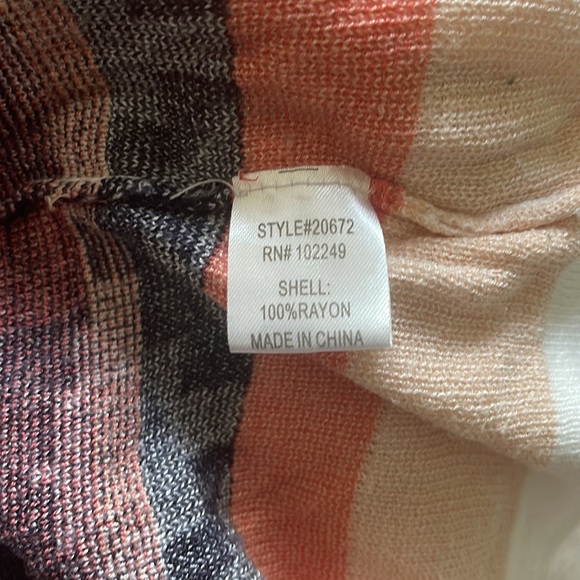 STYLE#20672
RN# 102249
SHELL:
100%RAYON
MADE IN CHINA